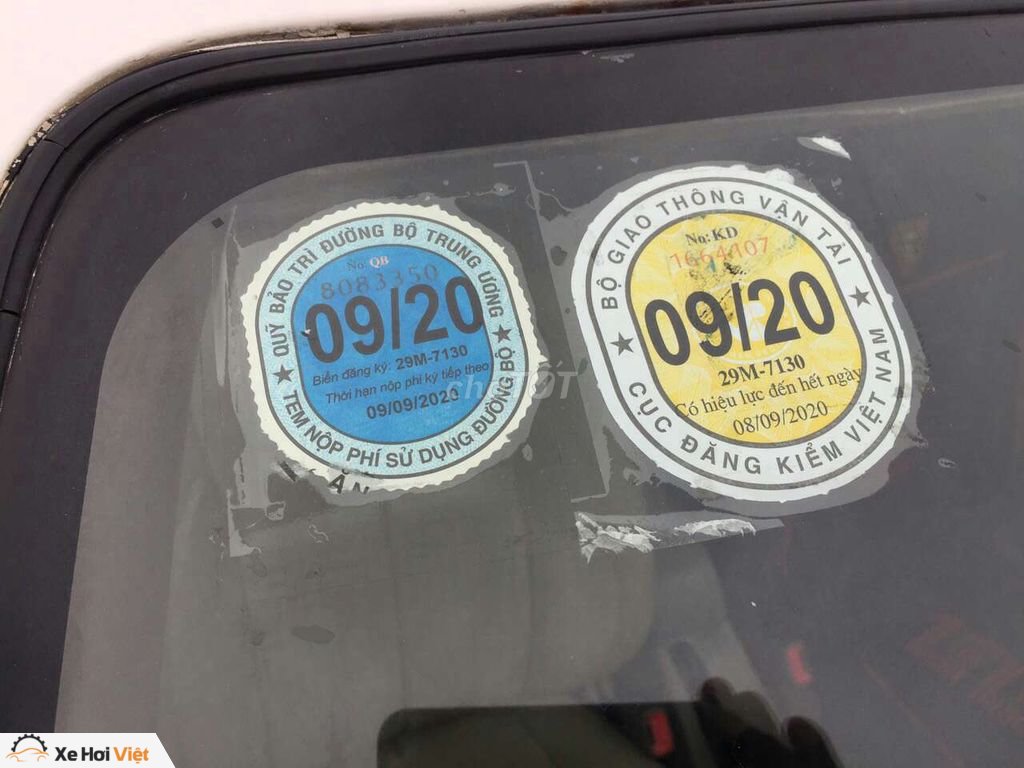 QUỸ BẢO TRÌ ĐƯỜNG BỘ TRUNG ƯƠNG
No: QB
8083350
09/20
Biển đăng ký: 29M-7130
Thời hạn nộp phí kỳ tiếp theo
09/09/2020
★ TEM NỘP PHÍ SỬ DỤNG ĐƯỜNG BỘ ★
BỘ GIAO THÔNG VẬN TẢI
No: KD
1664107
09/20
29M-7130
Có hiệu lực đến hết ngày
08/09/2020
★ CỤC ĐĂNG KIỂM VIỆT NAM ★
chợTỐT
Xe Hơi Việt